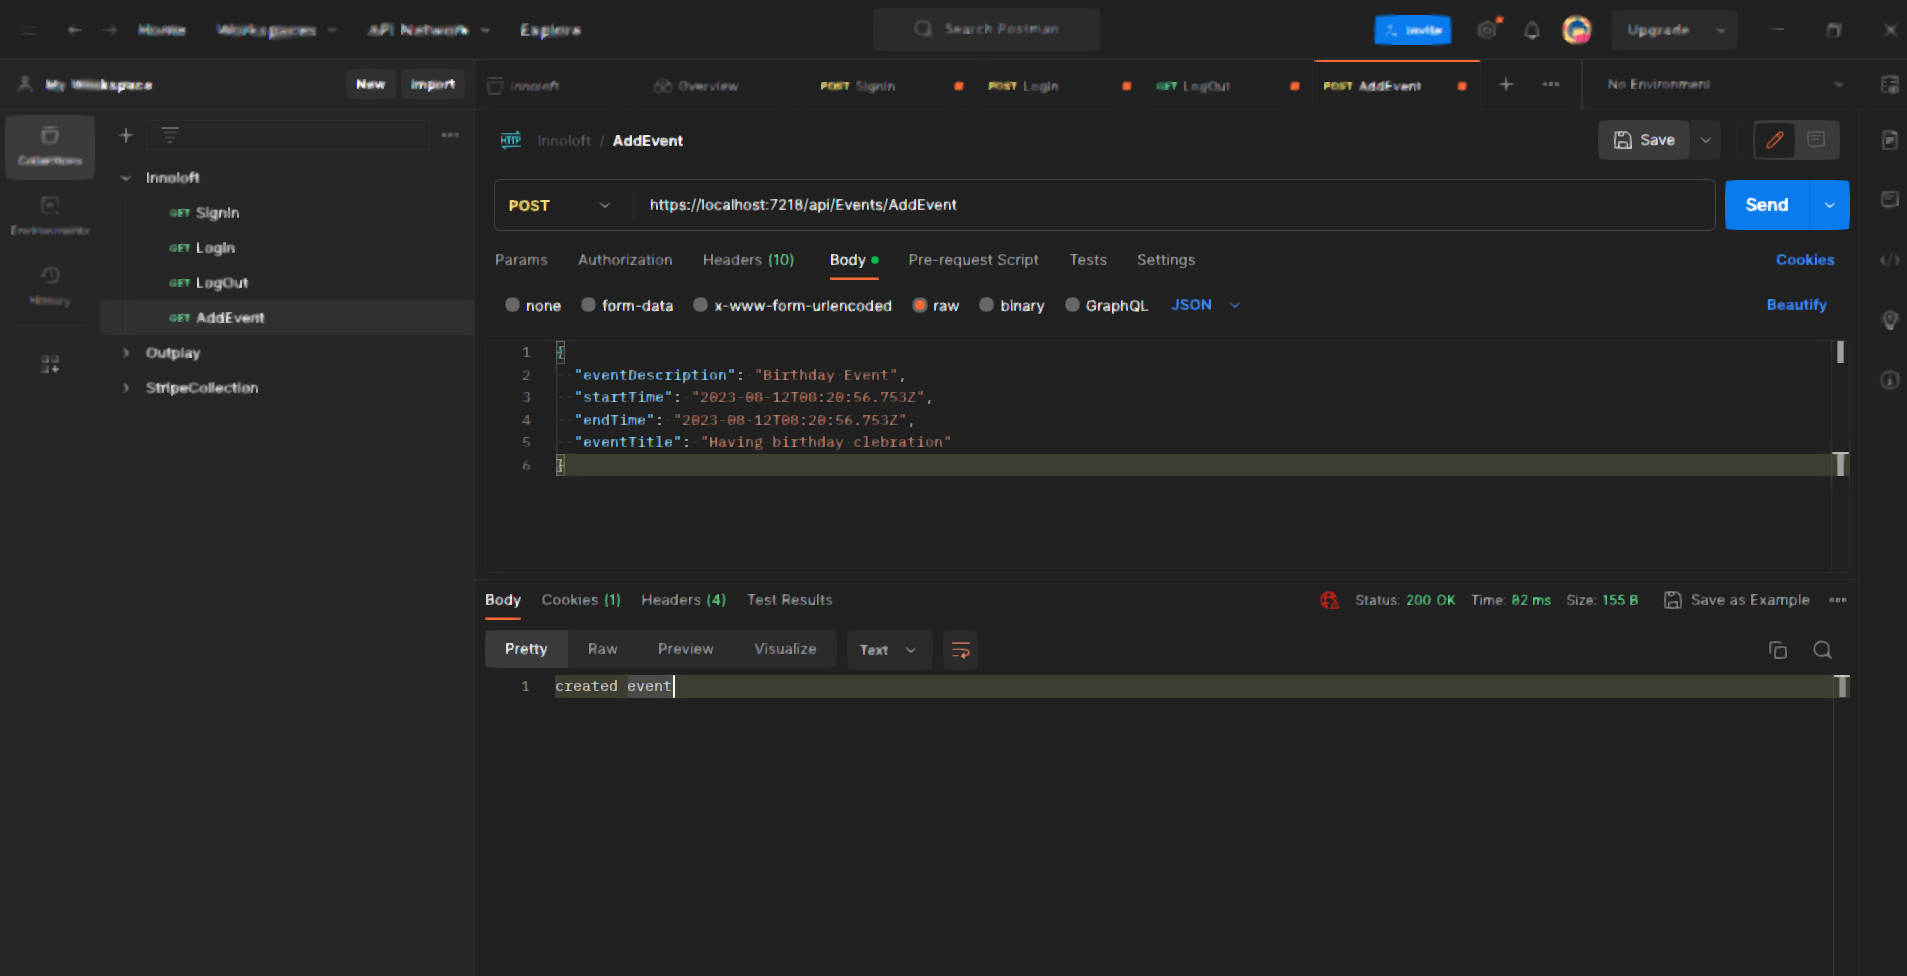 Home Workspaces API Network Explore
Search Postman
Invite
Upgrade
My Workspace
New Import
Innoloft
Overview
POST SignIn
POST LogIn
GET LogOut
POST AddEvent
No Environment
Collections
Environments
History
Innoloft
GET SignIn
GET LogIn
GET LogOut
GET AddEvent
Outplay
StripeCollection
HTTP Innoloft / AddEvent
Save
POST https://localhost:7218/api/Events/AddEvent
Send
Params Authorization Headers (10) Body Pre-request Script Tests Settings
Cookies
none form-data x-www-form-urlencoded raw binary GraphQL JSON
Beautify
1 {
2 "eventDescription": "Birthday Event",
3 "startTime": "2023-08-12T08:20:56.753Z",
4 "endTime": "2023-08-12T08:20:56.753Z",
5 "eventTitle": "Having birthday clebration"
6 }
Body Cookies (1) Headers (4) Test Results
Status: 200 OK Time: 82 ms Size: 155 B
Save as Example
Pretty Raw Preview Visualize Text
1 created event